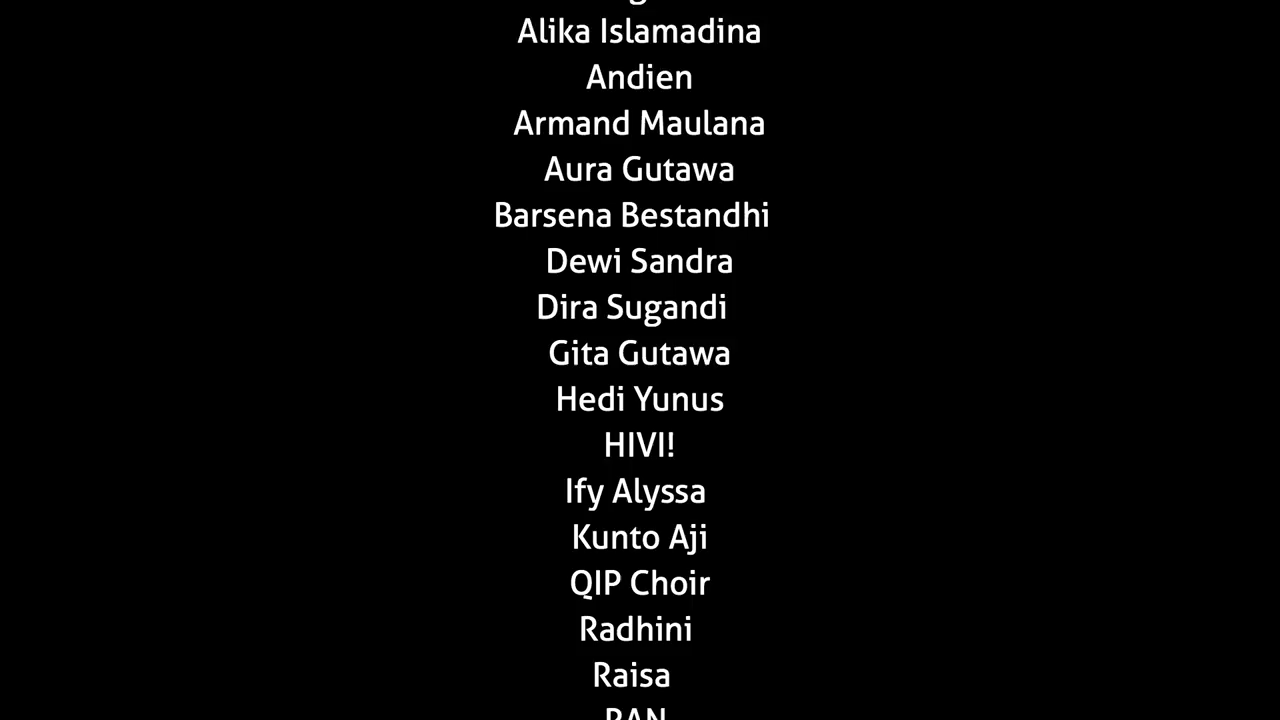 Alika Islamadina
Andien
Armand Maulana
Aura Gutawa
Barsena Bestandhi
Dewi Sandra
Dira Sugandi
Gita Gutawa
Hedi Yunus
HIVI!
Ify Alyssa
Kunto Aji
QIP Choir
Radhini
Raisa
RAN